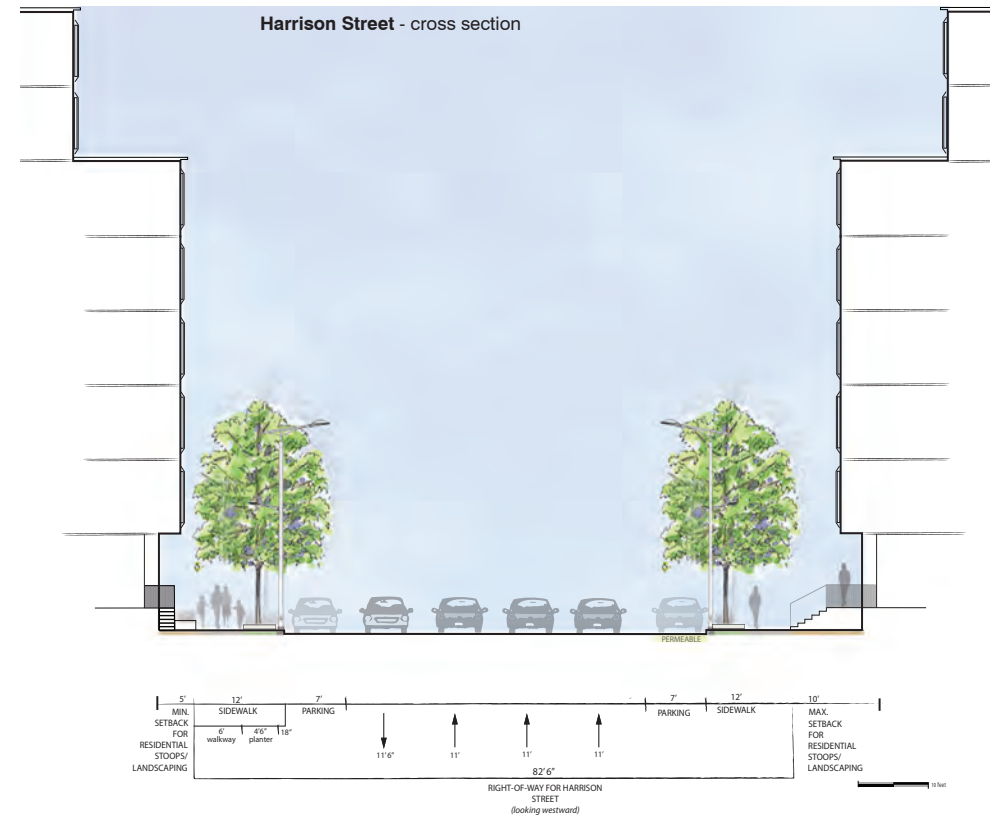 Harrison Street - cross section
PERMEABLE
5'
12'
7'
7'
12'
10'
MIN.
SETBACK
FOR
RESIDENTIAL
STOOPS/
LANDSCAPING
SIDEWALK
6'
walkway
4'6"
planter
18"
PARKING
11' 6"
11'
11'
11'
PARKING
SIDEWALK
MAX.
SETBACK
FOR
RESIDENTIAL
STOOPS/
LANDSCAPING
82' 6"
RIGHT-OF-WAY FOR HARRISON
STREET
(looking westward)
10 feet